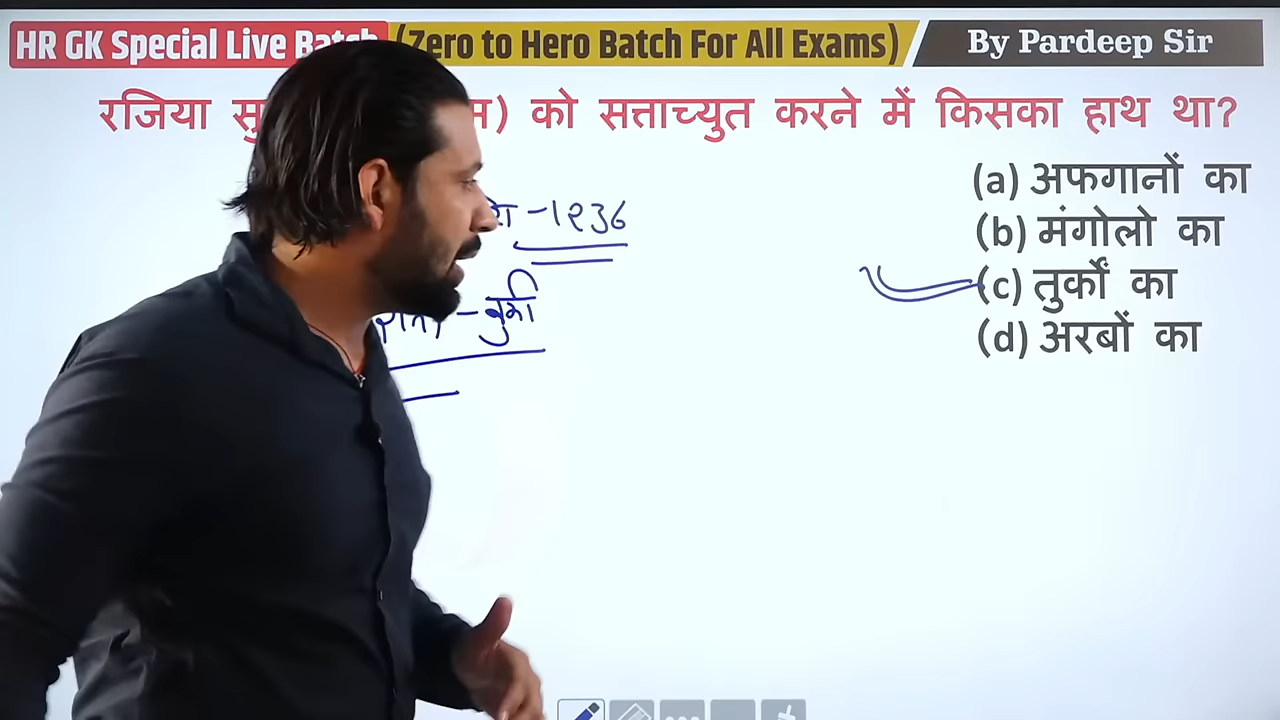 HR GK Special Live Batch (Zero to Hero Batch For All Exams) By Pardeep Sir
रजिया को सत्ताच्युत करने में किसका हाथ था?
(a) अफगानों का
-1236
(b) मंगोलो का
(c) तुर्कों का
(d) अरबों का